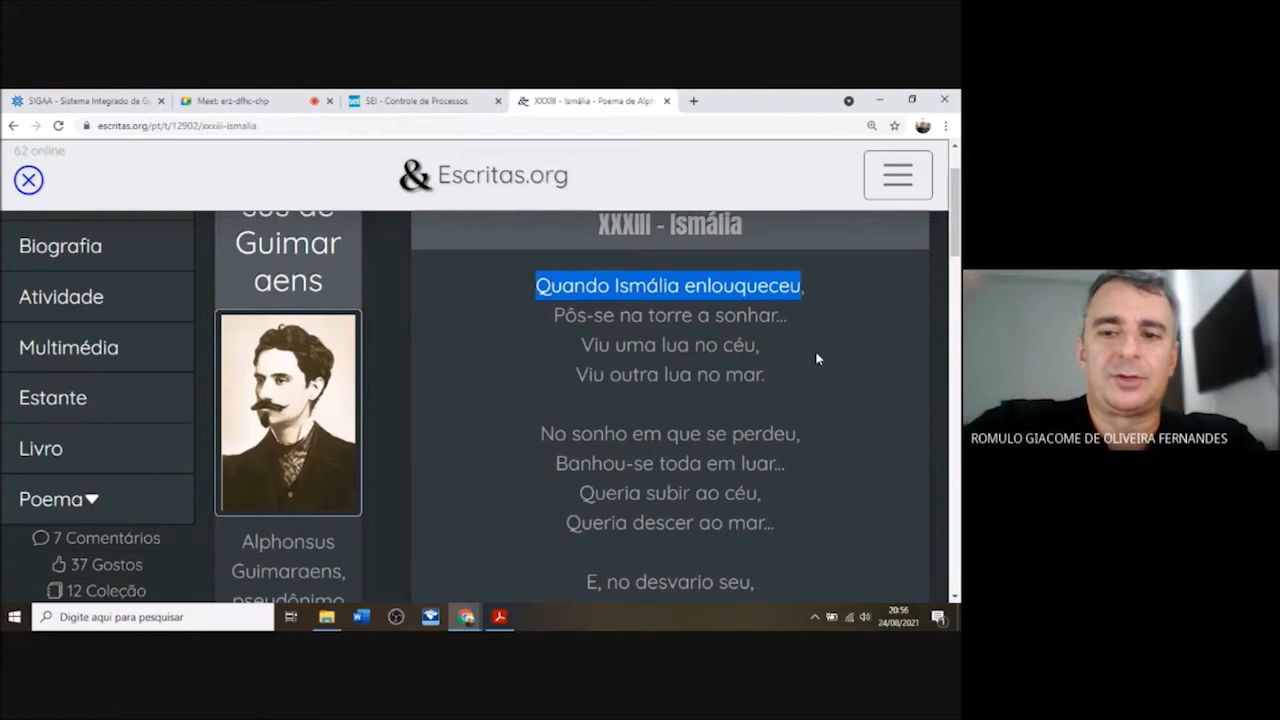 SIGAA - Sistema Integrado de G
Meet: erz-dfhc-chp
SEI - Controle de Processos
XXXIII - Ismália - Poema de Alph
escritas.org/pt/t/12902/xxxiii-ismalia
62 online
& Escritas.org
Biografia
Atividade
Multimédia
Estante
Livro
Poema
7 Comentários
37 Gostos
12 Coleção
sus de
Guimar
aens
Alphonsus
Guimaraens,
pseudônimo
XXXIII - Ismália
Quando Ismália enlouqueceu,
Pôs-se na torre a sonhar...
Viu uma lua no céu,
Viu outra lua no mar.
No sonho em que se perdeu,
Banhou-se toda em luar...
Queria subir ao céu,
Queria descer ao mar...
E, no desvario seu,
ROMULO GIACOME DE OLIVEIRA FERNANDES
Digite aqui para pesquisar
20:56
24/08/2021